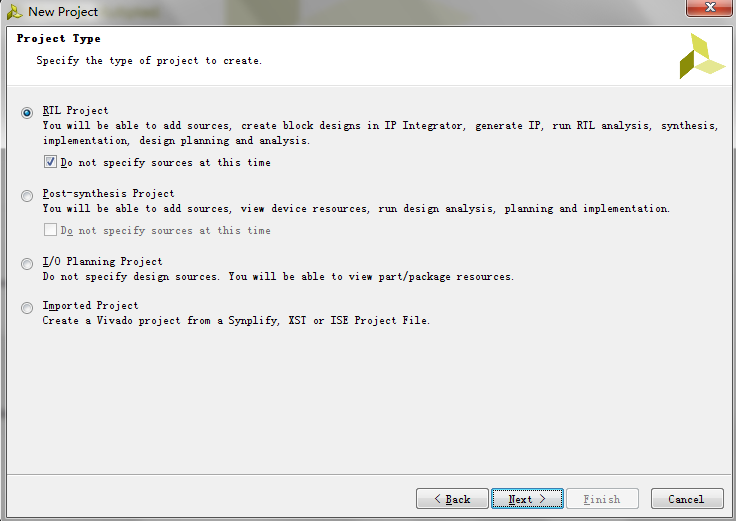 New Project
Project Type
Specify the type of project to create.
RTL Project
You will be able to add sources, create block designs in IP Integrator, generate IP, run RTL analysis, synthesis,
implementation, design planning and analysis.
Do not specify sources at this time
Post-synthesis Project
You will be able to add sources, view device resources, run design analysis, planning and implementation.
Do not specify sources at this time
I/O Planning Project
Do not specify design sources. You will be able to view part/package resources.
Imported Project
Create a Vivado project from a Synplify, XST or ISE Project File.
< Back Next > Finish Cancel